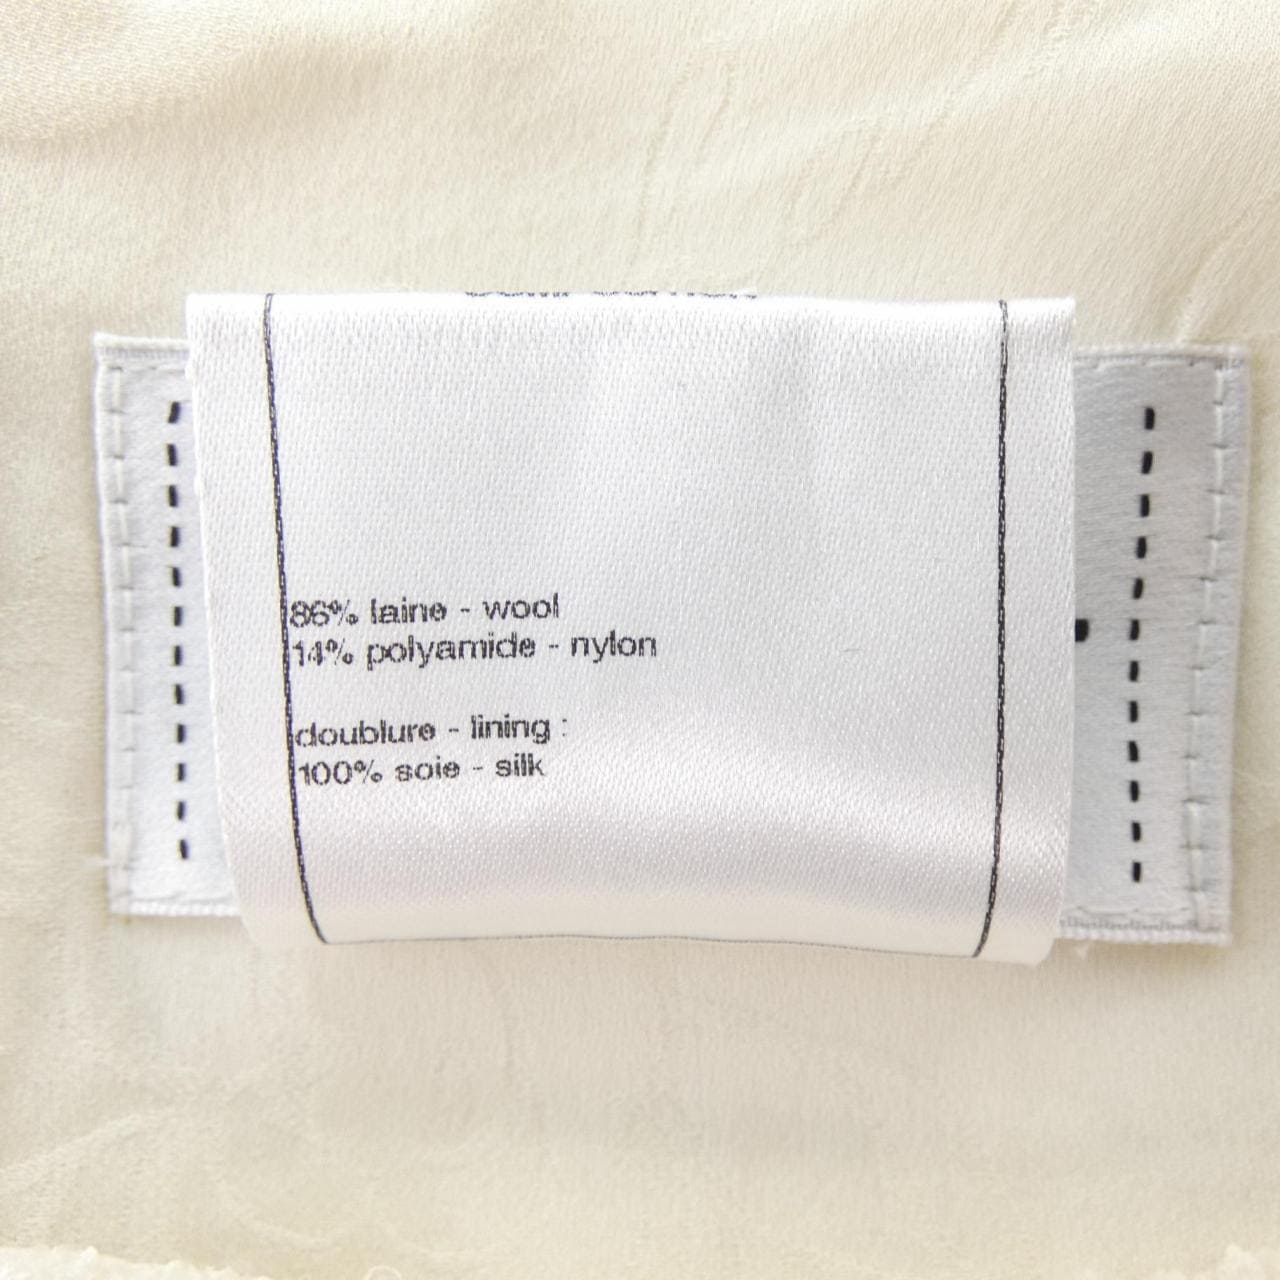 86% laine - wool
14% polyamide - nylon
doublure - lining :
100% soie - silk